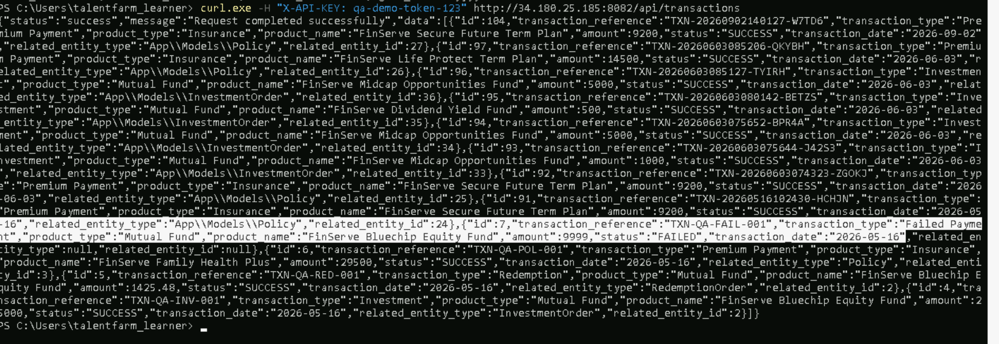 PS C:\Users\talentfarm_learner> curl.exe -H "X-API-KEY: qa-demo-token-123" http://34.180.25.185:8082/api/transactions
{"status":"success","message":"Request completed successfully","data":[{"id":104,"transaction_reference":"TXN-20260902140127-W7TD6","transaction_type":"Pre
mium Payment","product_type":"Insurance","product_name":"FinServe Secure Future Term Plan","amount":9200,"status":"SUCCESS","transaction_date":"2026-09-02"
,"related_entity_type":"App\\Models\\Policy","related_entity_id":27},{"id":97,"transaction_reference":"TXN-20260603085206-QKYBH","transaction_type":"Premiu
m Payment","product_type":"Insurance","product_name":"FinServe Life Protect Term Plan","amount":14500,"status":"SUCCESS","transaction_date":"2026-06-03","r
elated_entity_type":"App\\Models\\Policy","related_entity_id":26},{"id":96,"transaction_reference":"TXN-20260603085127-TYIRH","transaction_type":"Investmen
t","product_type":"Mutual Fund","product_name":"FinServe Midcap Opportunities Fund","amount":5000,"status":"SUCCESS","transaction_date":"2026-06-03","relat
ed_entity_type":"App\\Models\\InvestmentOrder","related_entity_id":36},{"id":95,"transaction_reference":"TXN-20260603080142-BETZS","transaction_type":"Inve
stment","product_type":"Mutual Fund","product_name":"FinServe Dividend Yield Fund","amount":500,"status":"SUCCESS","transaction_date":"2026-06-03","related
_entity_type":"App\\Models\\InvestmentOrder","related_entity_id":35},{"id":94,"transaction_reference":"TXN-20260603075652-BPR4A","transaction_type":"Invest
ment","product_type":"Mutual Fund","product_name":"FinServe Midcap Opportunities Fund","amount":5000,"status":"SUCCESS","transaction_date":"2026-06-03","re
lated_entity_type":"App\\Models\\InvestmentOrder","related_entity_id":34},{"id":93,"transaction_reference":"TXN-20260603075644-J42S3","transaction_type":"I
nvestment","product_type":"Mutual Fund","product_name":"FinServe Midcap Opportunities Fund","amount":1000,"status":"SUCCESS","transaction_date":"2026-06-03
","related_entity_type":"App\\Models\\InvestmentOrder","related_entity_id":33},{"id":92,"transaction_reference":"TXN-20260603074323-ZGOKJ","transaction_typ
e":"Premium Payment","product_type":"Insurance","product_name":"FinServe Secure Future Term Plan","amount":9200,"status":"SUCCESS","transaction_date":"2026
-06-03","related_entity_type":"App\\Models\\Policy","related_entity_id":25},{"id":91,"transaction_reference":"TXN-20260516102430-HCHJN","transaction_type":
"Premium Payment","product_type":"Insurance","product_name":"FinServe Secure Future Term Plan","amount":9200,"status":"SUCCESS","transaction_date":"2026-05
-16","related_entity_type":"App\\Models\\Policy","related_entity_id":24},{"id":7,"transaction_reference":"TXN-QA-FAIL-001","transaction_type":"Failed Payme
nt","product_type":"Mutual Fund","product_name":"FinServe Bluechip Equity Fund","amount":9999,"status":"FAILED","transaction_date":"2026-05-16","related_en
tity_type":null,"related_entity_id":null},{"id":6,"transaction_reference":"TXN-QA-POL-001","transaction_type":"Premium Payment","product_type":"Insurance",
"product_name":"FinServe Family Health Plus","amount":29500,"status":"SUCCESS","transaction_date":"2026-05-16","related_entity_type":"Policy","related_enti
ty_id":3},{"id":5,"transaction_reference":"TXN-QA-RED-001","transaction_type":"Redemption","product_type":"Mutual Fund","product_name":"FinServe Bluechip E
quity Fund","amount":1425.48,"status":"SUCCESS","transaction_date":"2026-05-16","related_entity_type":"RedemptionOrder","related_entity_id":2},{"id":4,"tra
nsaction_reference":"TXN-QA-INV-001","transaction_type":"Investment","product_type":"Mutual Fund","product_name":"FinServe Bluechip Equity Fund","amount":2
5000,"status":"SUCCESS","transaction_date":"2026-05-16","related_entity_type":"InvestmentOrder","related_entity_id":2}]}
PS C:\Users\talentfarm_learner>